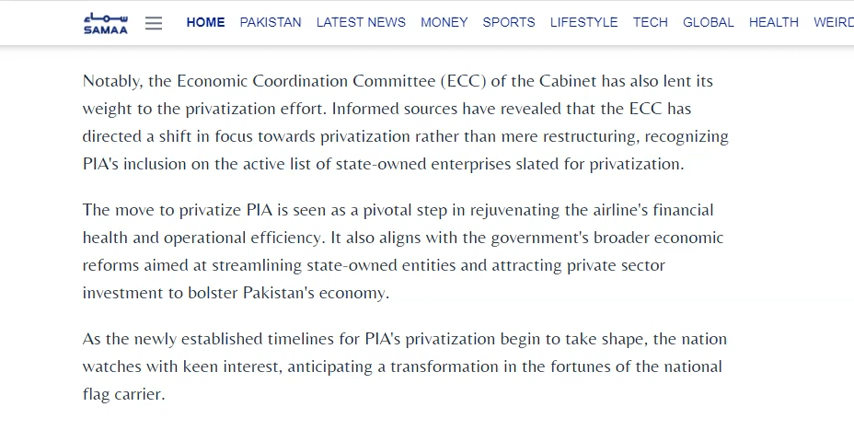 سماء
SAMAA
HOME PAKISTAN LATEST NEWS MONEY SPORTS LIFESTYLE TECH GLOBAL HEALTH WEIRD
Notably, the Economic Coordination Committee (ECC) of the Cabinet has also lent its
weight to the privatization effort. Informed sources have revealed that the ECC has
directed a shift in focus towards privatization rather than mere restructuring, recognizing
PIA's inclusion on the active list of state-owned enterprises slated for privatization.
The move to privatize PIA is seen as a pivotal step in rejuvenating the airline's financial
health and operational efficiency. It also aligns with the government's broader economic
reforms aimed at streamlining state-owned entities and attracting private sector
investment to bolster Pakistan's economy.
As the newly established timelines for PIA's privatization begin to take shape, the nation
watches with keen interest, anticipating a transformation in the fortunes of the national
flag carrier.